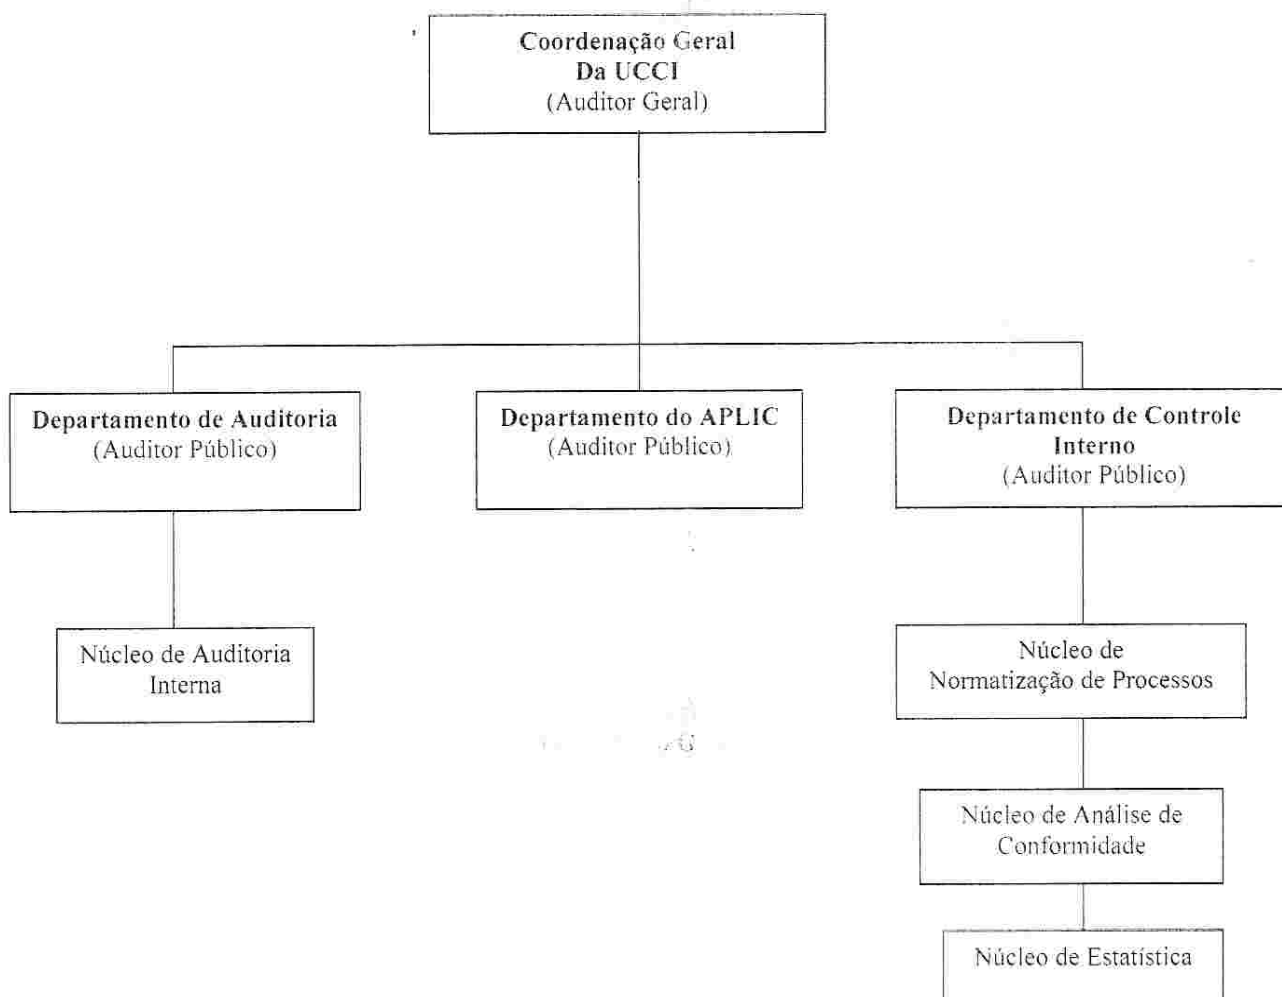 Coordenação Geral
Da UCCI
(Auditor Geral)
Departamento de Auditoria
(Auditor Público)
Departamento do APLIC
(Auditor Público)
Departamento de Controle
Interno
(Auditor Público)
Núcleo de Auditoria
Interna
Núcleo de
Normatização de Processos
Núcleo de Análise de
Conformidade
Núcleo de Estatística